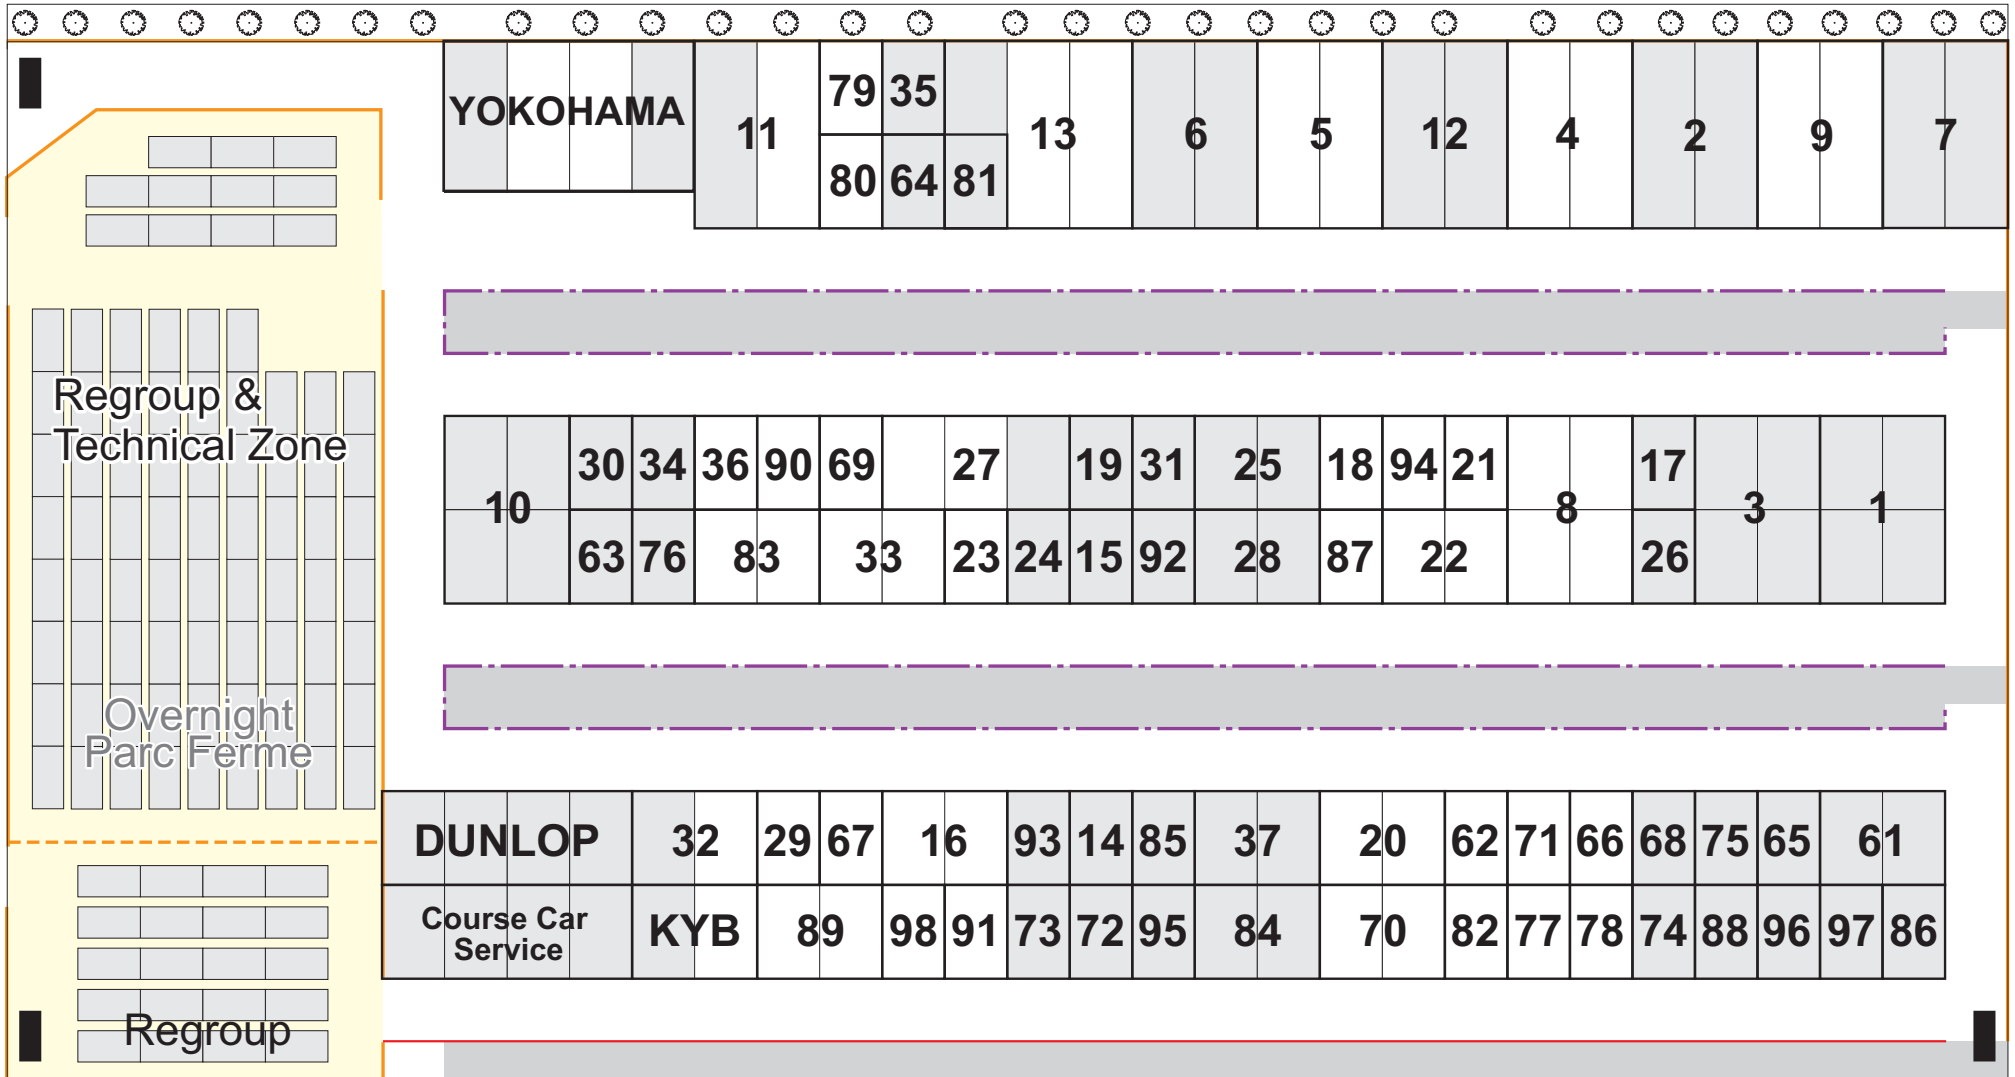 YOKOHAMA 11 79 35 13 6 5 12 4 2 9 7
80 64 81
Regroup &
Technical Zone
10 30 34 36 90 69 27 19 31 25 18 94 21 8 17 3 1
63 76 83 33 23 24 15 92 28 87 22 26
Overnight
Parc Ferme
DUNLOP 32 29 67 16 93 14 85 37 20 62 71 66 68 75 65 61
Course Car
Service
KYB 89 98 91 73 72 95 84 70 82 77 78 74 88 96 97 86
Regroup